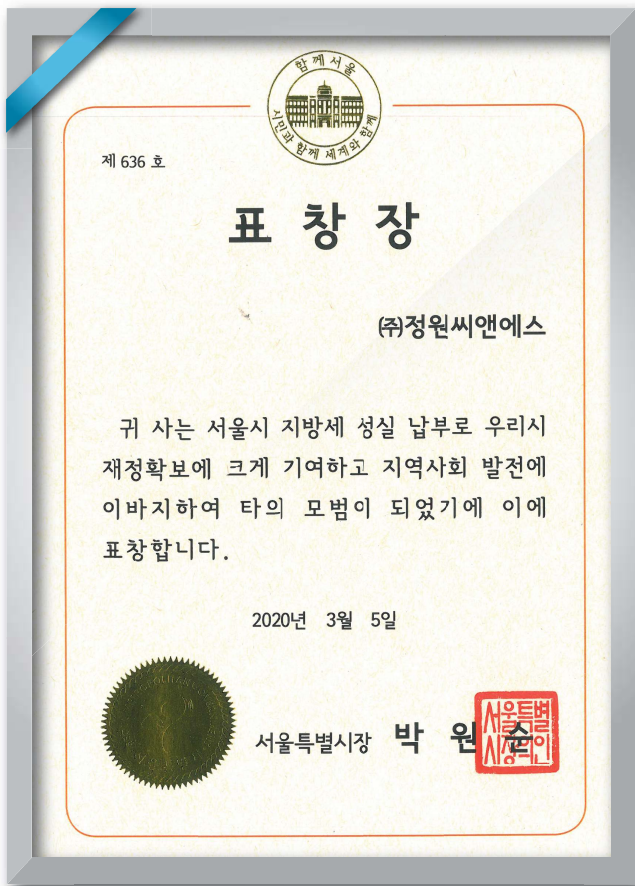 함께서울
시민과 함께 세계와 함께
제 636 호
표 창 장
㈜정원씨앤에스
귀 사는 서울시 지방세 성실 납부로 우리시
재정확보에 크게 기여하고 지역사회 발전에
이바지하여 타의 모범이 되었기에 이에
표창합니다.
2020년 3월 5일
서울특별시장 박 원 순
서울특별
시장의인